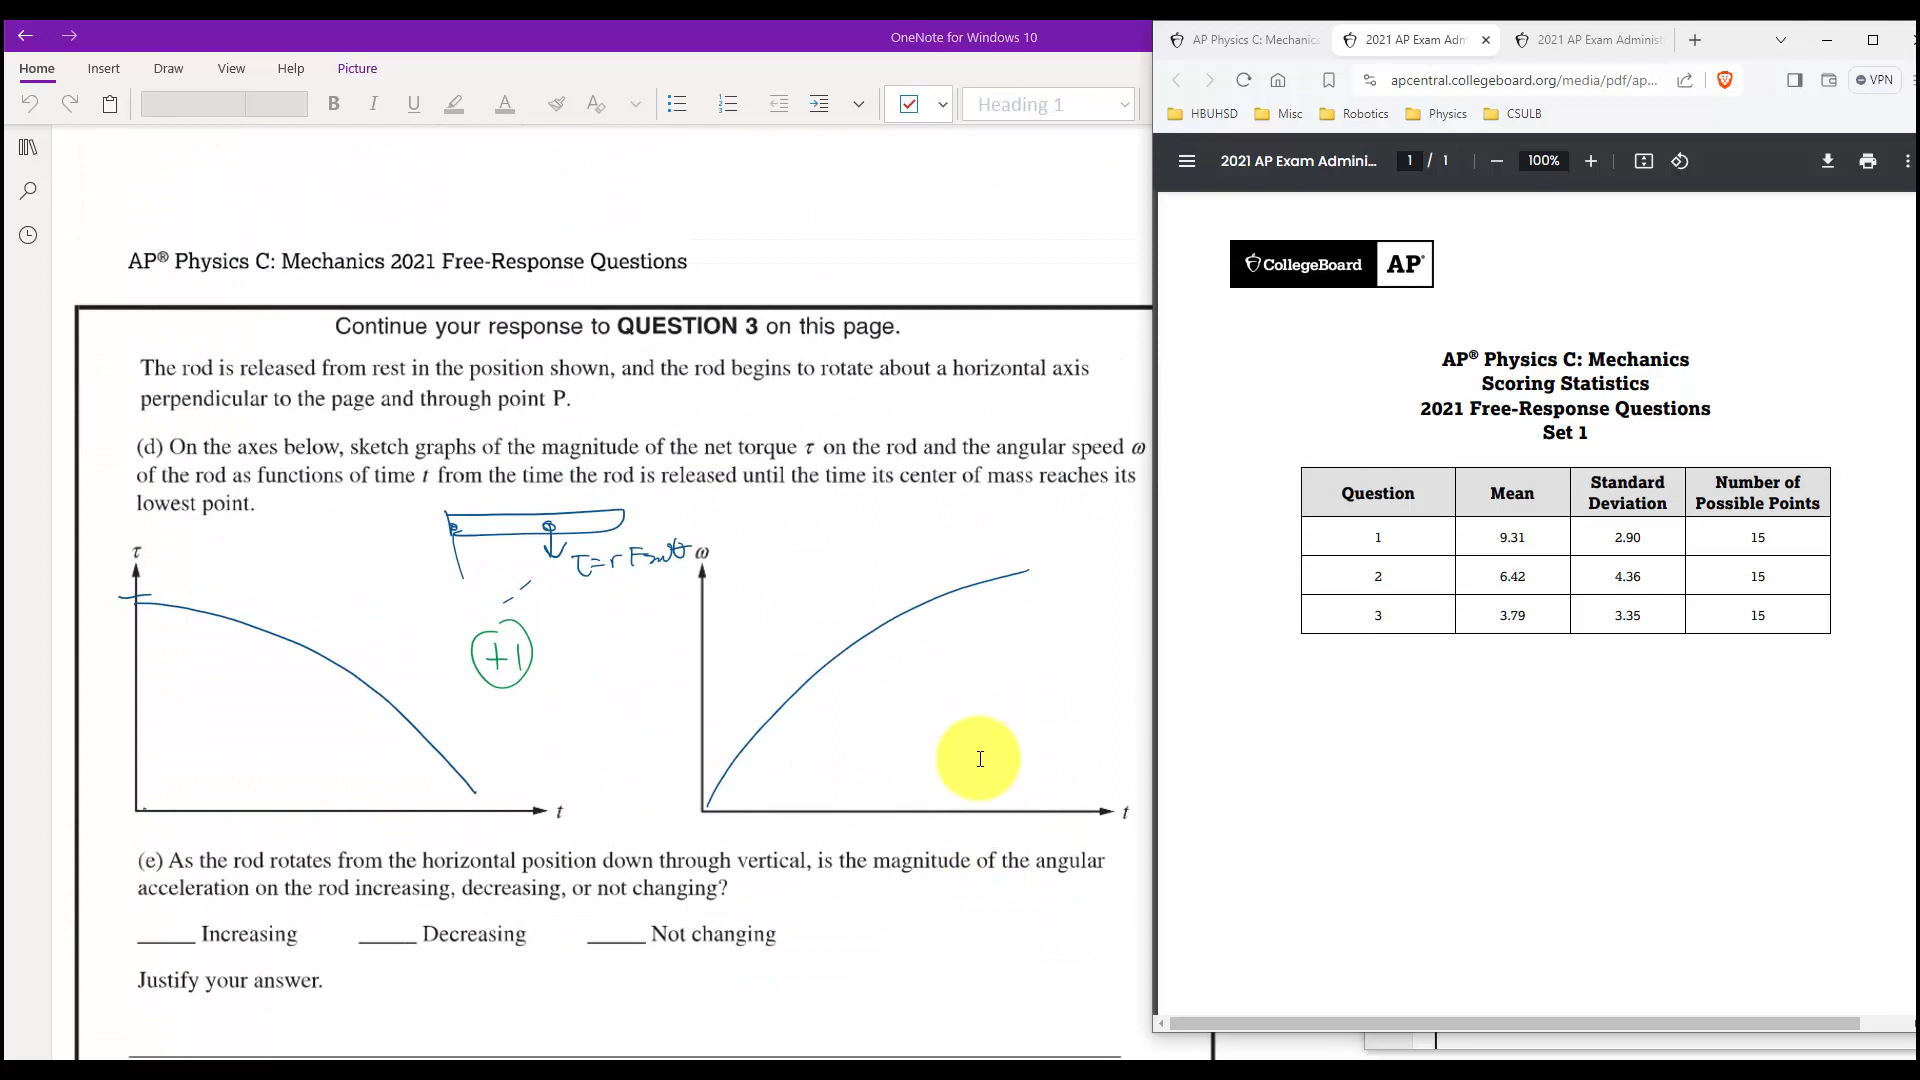 OneNote for Windows 10
Home Insert Draw View Help Picture
Heading 1
AP® Physics C: Mechanics 2021 Free-Response Questions
Continue your response to QUESTION 3 on this page.
The rod is released from rest in the position shown, and the rod begins to rotate about a horizontal axis
perpendicular to the page and through point P.
(d) On the axes below, sketch graphs of the magnitude of the net torque τ on the rod and the angular speed ω
of the rod as functions of time t from the time the rod is released until the time its center of mass reaches its
lowest point.
τ
τ=rFsinθ
ω
+1
t
t
(e) As the rod rotates from the horizontal position down through vertical, is the magnitude of the angular
acceleration on the rod increasing, decreasing, or not changing?
_____ Increasing _____ Decreasing _____ Not changing
Justify your answer.
AP Physics C: Mechanic
2021 AP Exam Adm
2021 AP Exam Administ
apcentral.collegeboard.org/media/pdf/ap...
VPN
HBUHSD Misc Robotics Physics CSULB
2021 AP Exam Admini... 1 / 1 100%
CollegeBoard AP
AP® Physics C: Mechanics
Scoring Statistics
2021 Free-Response Questions
Set 1
Question Mean Standard Deviation Number of Possible Points
1 9.31 2.90 15
2 6.42 4.36 15
3 3.79 3.35 15